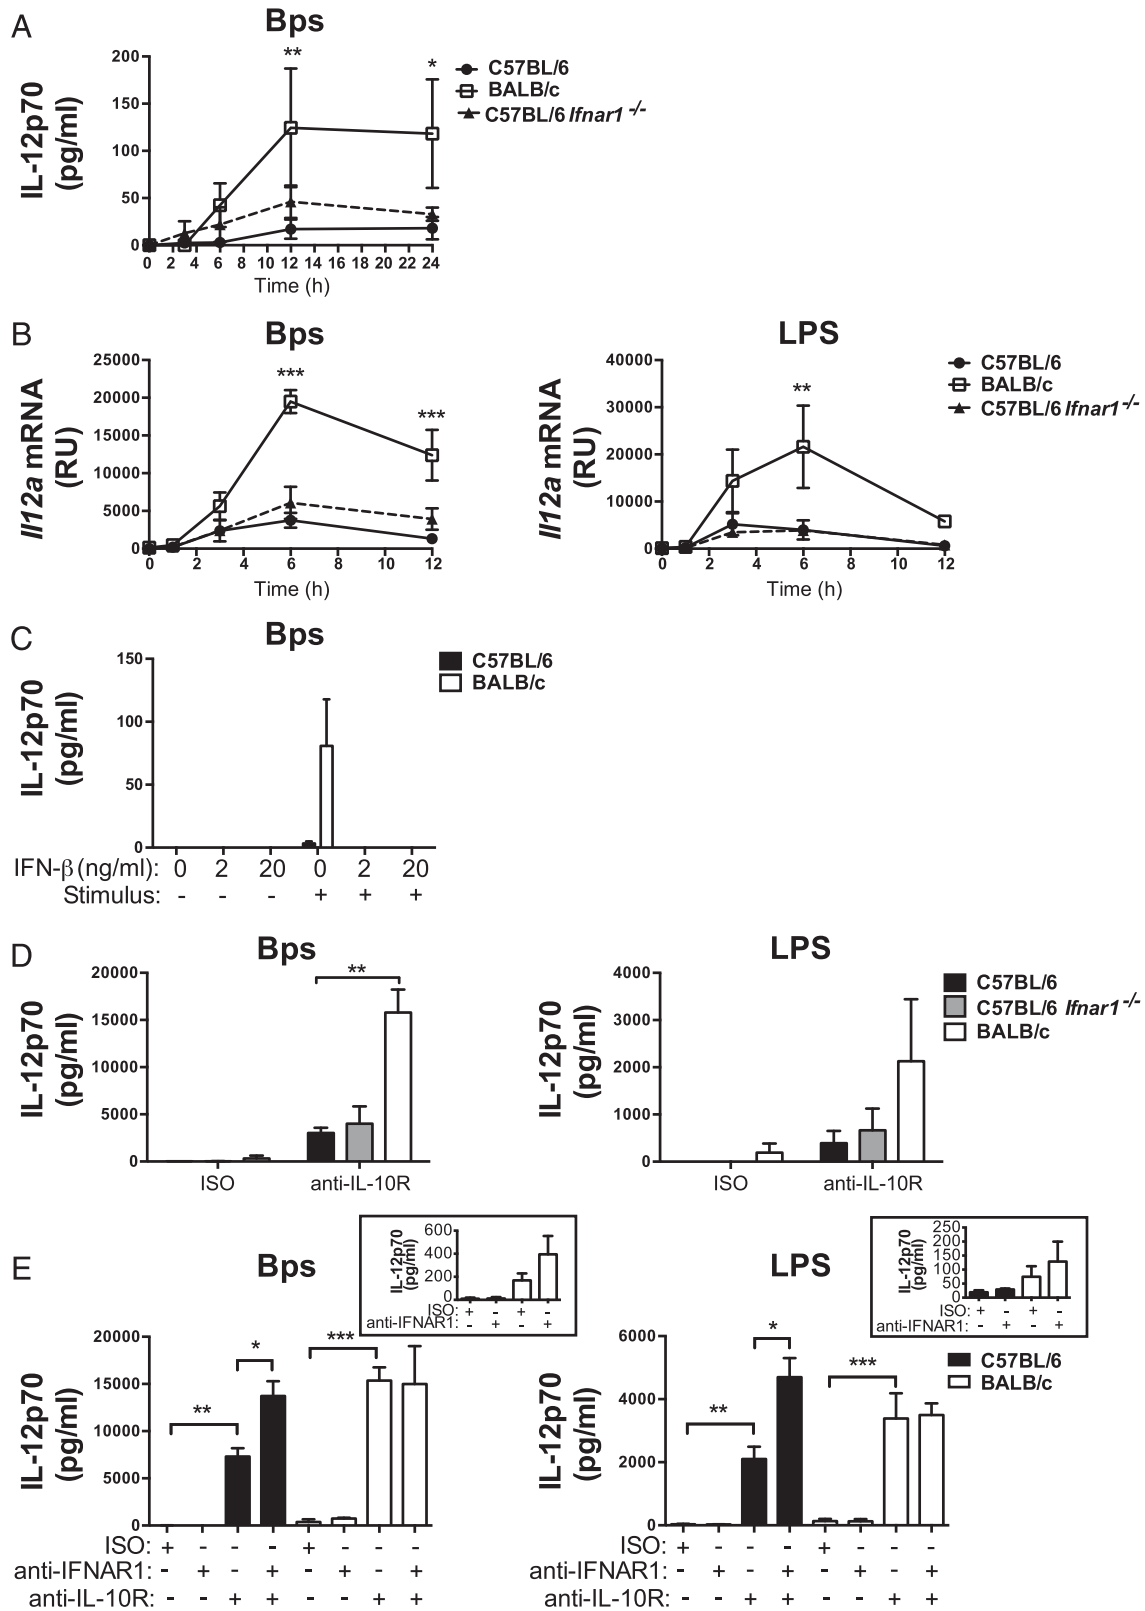 A
Bps
IL-12p70
(pg/ml)
200
150
100
50
0
**
*
C57BL/6
BALB/c
C57BL/6 Ifnar1 -/-
0 2 4 6 8 10 12 14 16 18 20 22 24
Time (h)
B
Bps
Il12a mRNA
(RU)
25000
20000
15000
10000
5000
0
***
***
0 2 4 6 8 10 12
Time (h)
LPS
Il12a mRNA
(RU)
40000
30000
20000
10000
0
**
0 2 4 6 8 10 12
Time (h)
C57BL/6
BALB/c
C57BL/6 Ifnar1 -/-
C
Bps
IL-12p70
(pg/ml)
150
100
50
0
C57BL/6
BALB/c
IFN-β (ng/ml): 0 2 20 0 2 20
Stimulus: - - - + + +
D
Bps
IL-12p70
(pg/ml)
20000
15000
10000
5000
0
**
ISO anti-IL-10R
LPS
IL-12p70
(pg/ml)
4000
3000
2000
1000
0
ISO anti-IL-10R
C57BL/6
C57BL/6 Ifnar1 -/-
BALB/c
E
Bps
IL-12p70
(pg/ml)
600
400
200
0
ISO: + - + -
anti-IFNAR1: - + - +
IL-12p70
(pg/ml)
20000
15000
10000
5000
0
**
*
***
ISO: + - - - + - - -
anti-IFNAR1: - + - + - + - +
anti-IL-10R: - - + + - - + +
LPS
IL-12p70
(pg/ml)
250
200
150
100
50
0
ISO: + - + -
anti-IFNAR1: - + - +
IL-12p70
(pg/ml)
6000
4000
2000
0
**
*
***
C57BL/6
BALB/c
ISO: + - - - + - - -
anti-IFNAR1: - + - + - + - +
anti-IL-10R: - - + + - - + +